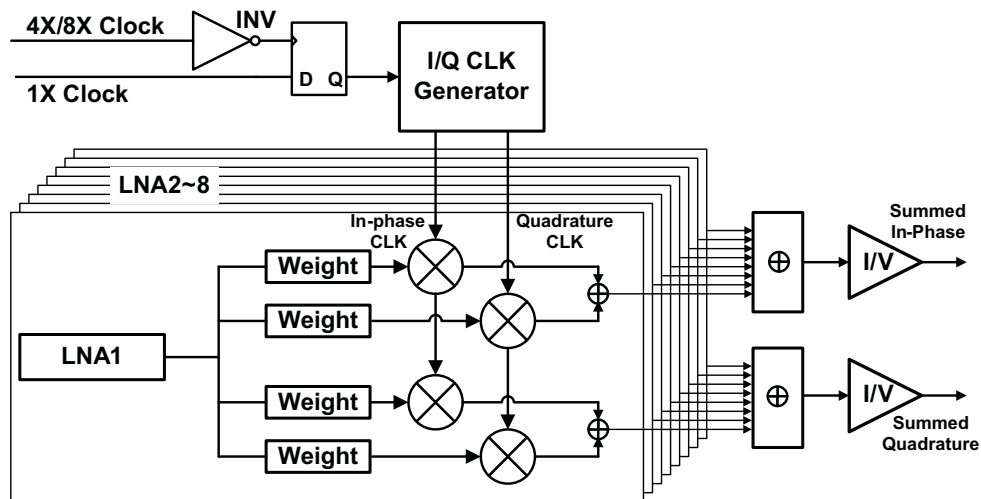 4X/8X Clock
INV
D Q
1X Clock
I/Q CLK
Generator
LNA2~8
In-phase
CLK
Quadrature
CLK
Weight
Weight
LNA1
Weight
Weight
Summed
In-Phase
I/V
I/V
Summed
Quadrature